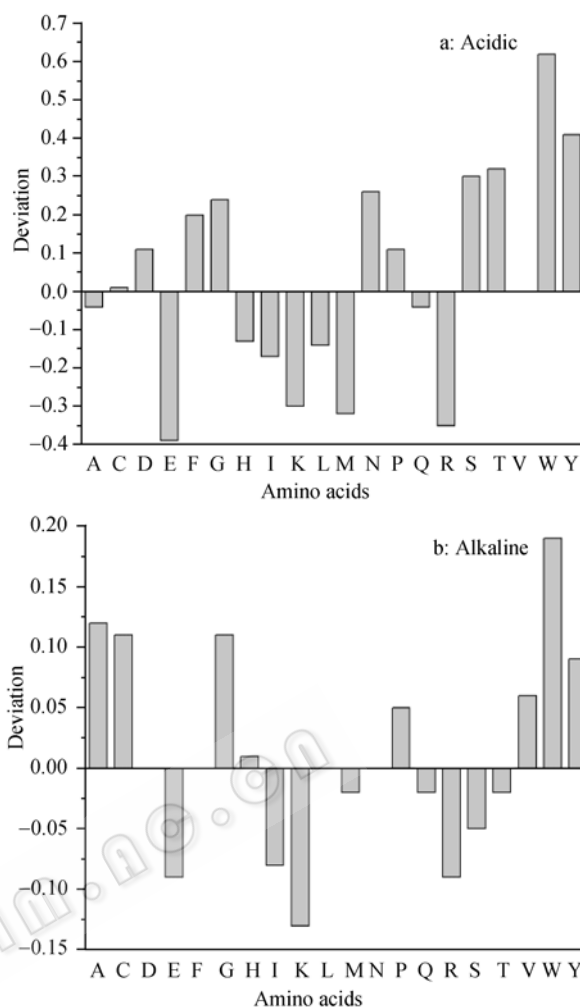 0.7
a: Acidic
0.6
0.5
0.4
0.3
0.2
0.1
0.0
−0.1
−0.2
−0.3
−0.4
Deviation
A C D E F G H I K L M N P Q R S T V W Y
Amino acids
0.20
b: Alkaline
0.15
0.10
0.05
0.00
−0.05
−0.10
−0.15
Deviation
A C D E F G H I K L M N P Q R S T V W Y
Amino acids